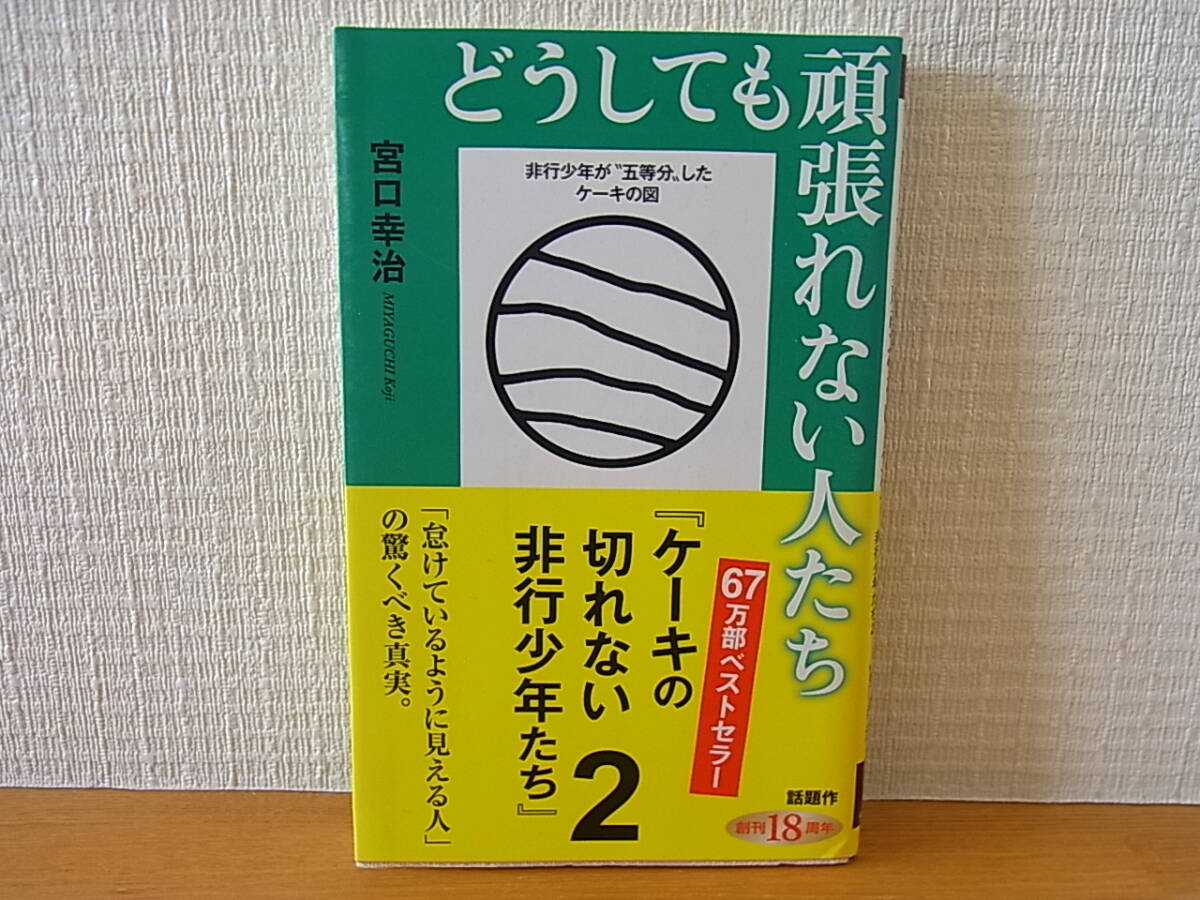 どうしても頑張れない人たち
宮口幸治
MIYAGUCHI Koji
非行少年が〝五等分〟した
ケーキの図
67万部ベストセラー
『ケーキの
切れない
非行少年たち』
2
「怠けているように見える人」
の驚くべき真実。
話題作
創刊18周年